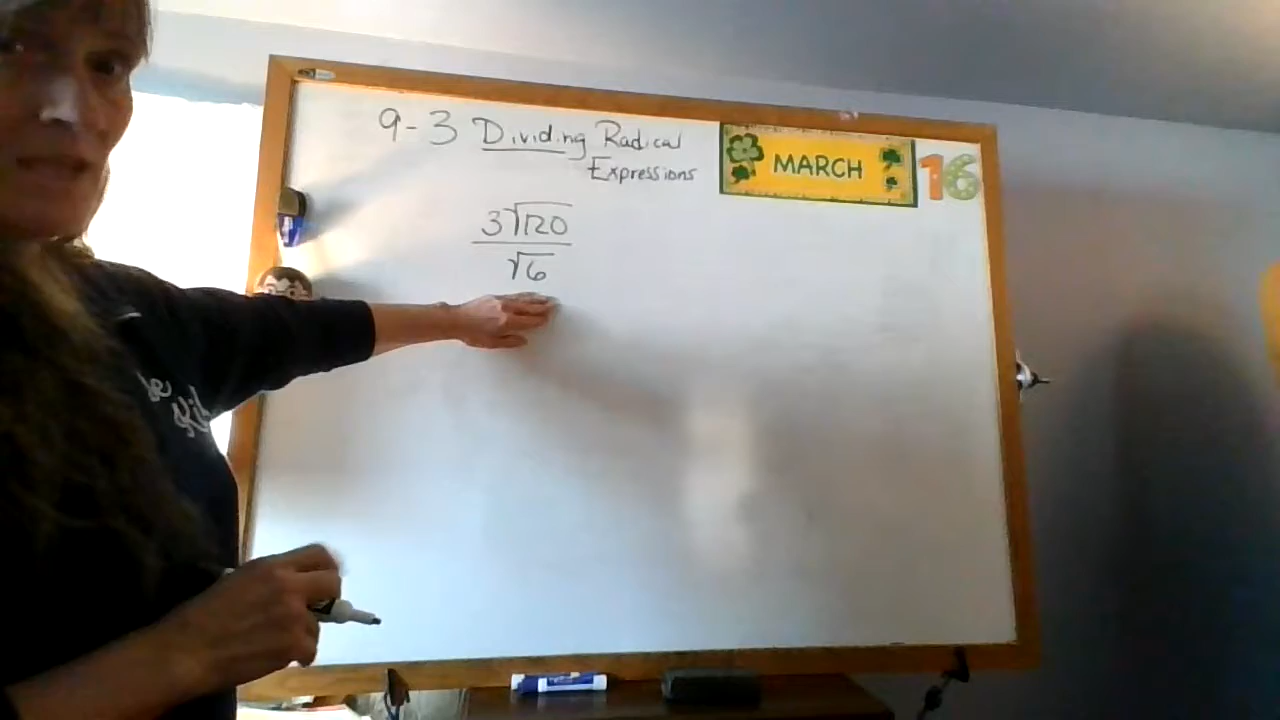 9-3 Dividing Radical
Expressions
MARCH 16
3√120
√6